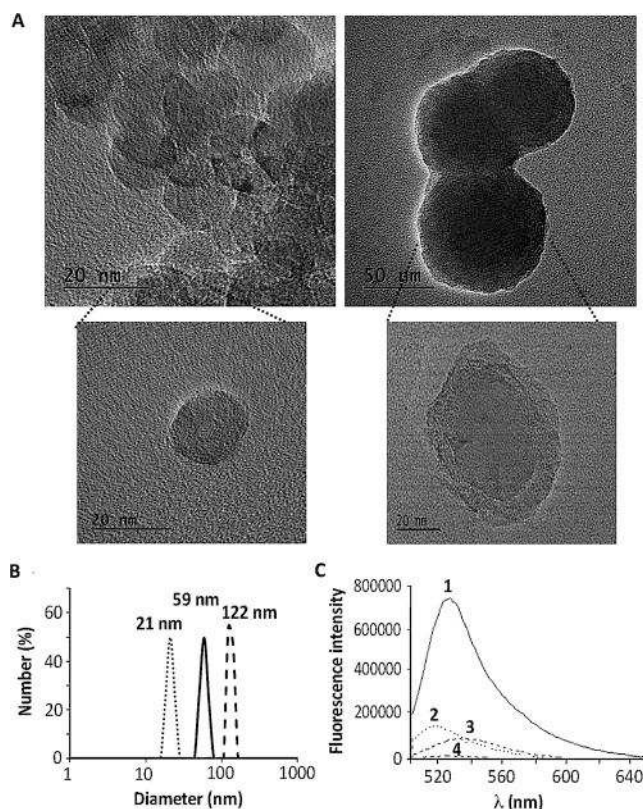 A
20 nm
50 µm
20 nm
20 nm
B
Number (%)
60
40
20
0
21 nm
59 nm
122 nm
1
10
100
1000
Diameter (nm)
C
Fluorescence intensity
800000
600000
400000
200000
0
1
2
3
4
520
560
600
640
λ (nm)